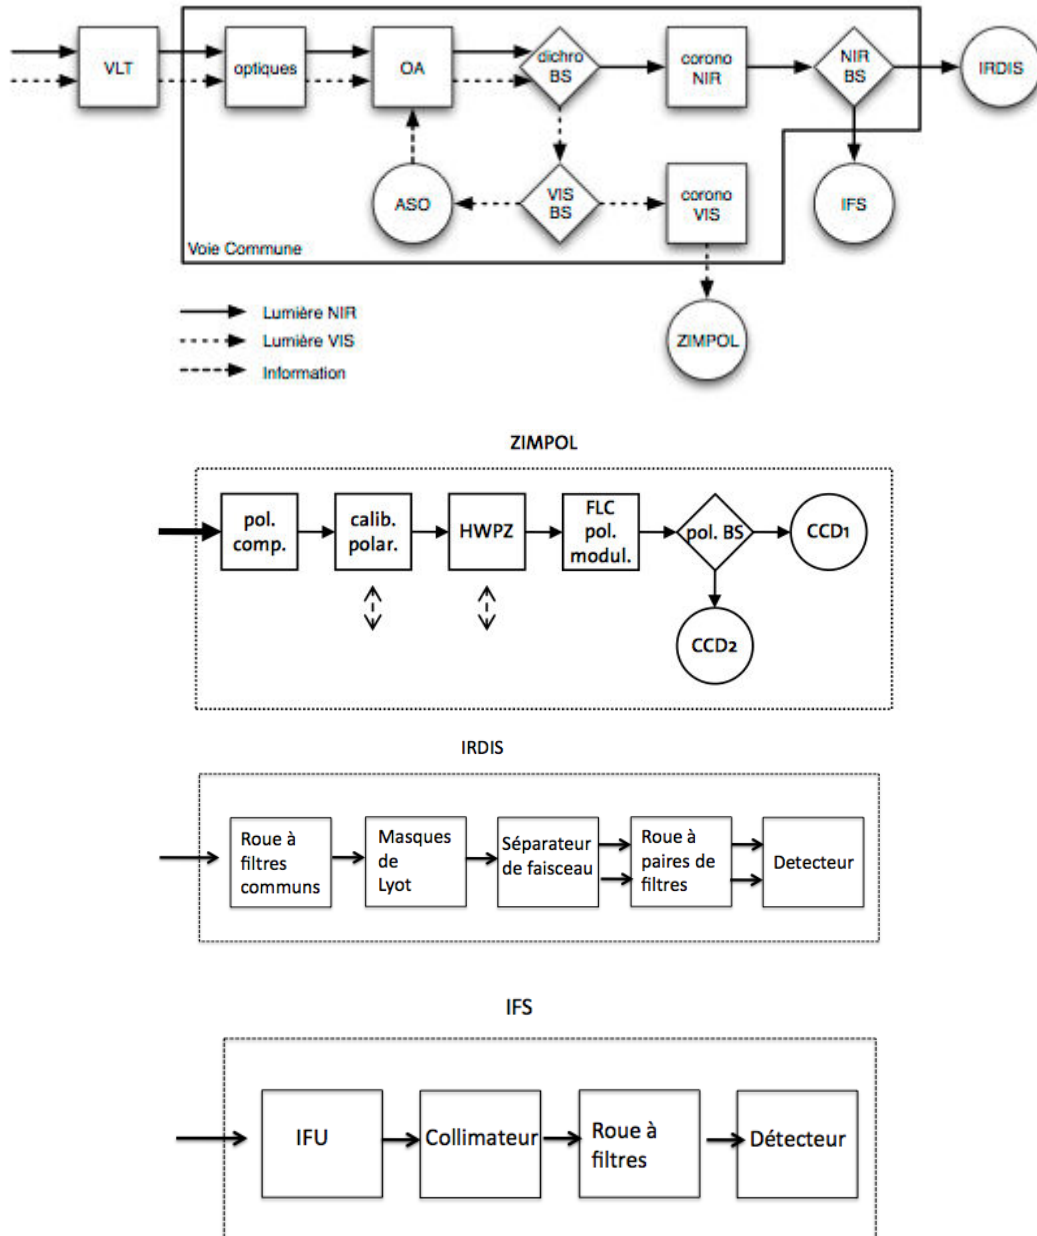 VLT
optiques
OA
dichro
BS
corono
NIR
NIR
BS
IRDIS
ASO
VIS
BS
corono
VIS
IFS
Voie Commune
ZIMPOL
Lumière NIR
Lumière VIS
Information
ZIMPOL
pol.
comp.
calib.
polar.
HWPZ
FLC
pol.
modul.
pol. BS
CCD1
CCD2
IRDIS
Roue à
filtres
communs
Masques
de
Lyot
Séparateur
de faisceau
Roue à
paires de
filtres
Detecteur
IFS
IFU
Collimateur
Roue à
filtres
Détecteur